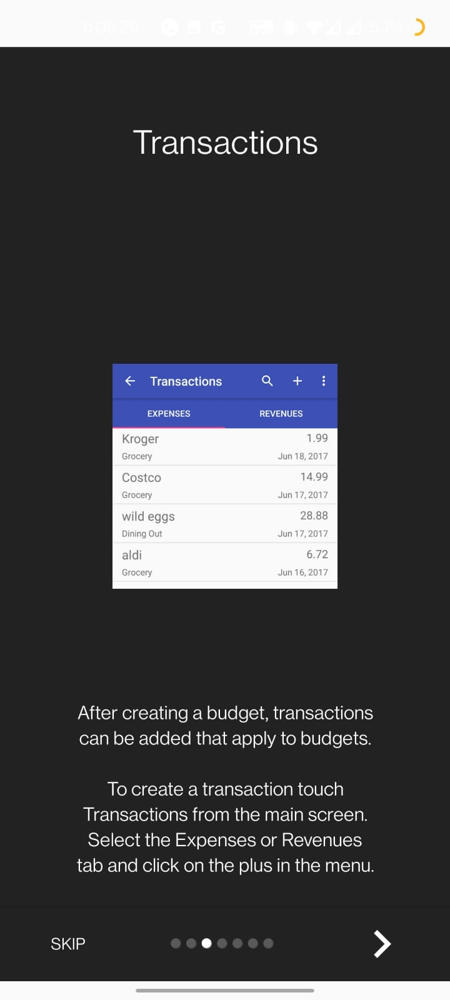 11:08:29
53%
Transactions
Transactions
EXPENSES REVENUES
Kroger 1.99
Grocery Jun 18, 2017
Costco 14.99
Grocery Jun 17, 2017
wild eggs 28.88
Dining Out Jun 17, 2017
aldi 6.72
Grocery Jun 16, 2017
After creating a budget, transactions
can be added that apply to budgets.
To create a transaction touch
Transactions from the main screen.
Select the Expenses or Revenues
tab and click on the plus in the menu.
SKIP